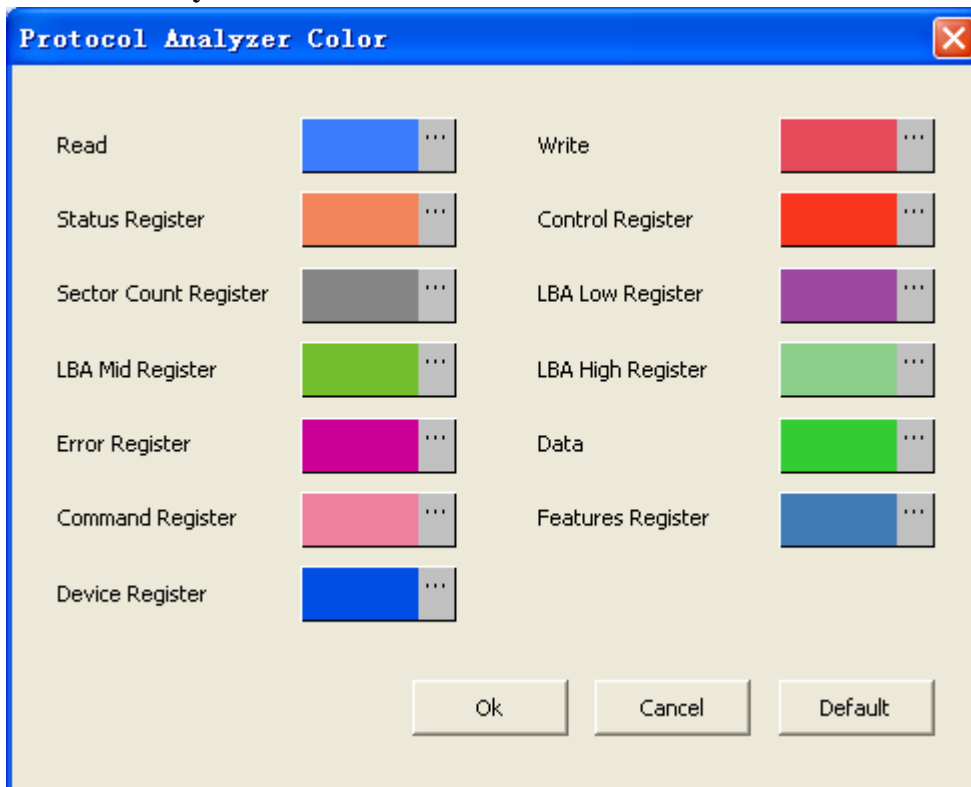 Protocol Analyzer Color
Read
Write
Status Register
Control Register
Sector Count Register
LBA Low Register
LBA Mid Register
LBA High Register
Error Register
Data
Command Register
Features Register
Device Register
Ok
Cancel
Default